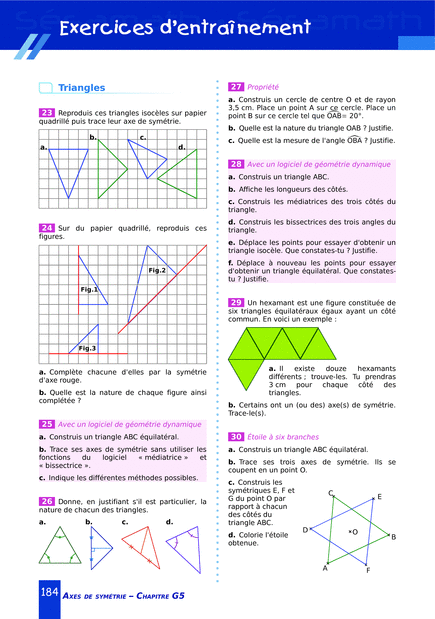 Exercices d'entraînement
Triangles
23 Reproduis ces triangles isocèles sur papier
quadrillé puis trace leur axe de symétrie.
a.
b.
c.
d.
24 Sur du papier quadrillé, reproduis ces
figures.
Fig.1
Fig.2
Fig.3
a. Complète chacune d'elles par la symétrie
d'axe rouge.
b. Quelle est la nature de chaque figure ainsi
complétée ?
25 Avec un logiciel de géométrie dynamique
a. Construis un triangle ABC équilatéral.
b. Trace ses axes de symétrie sans utiliser les
fonctions du logiciel « médiatrice » et
« bissectrice ».
c. Indique les différentes méthodes possibles.
26 Donne, en justifiant s'il est particulier, la
nature de chacun des triangles.
a.
b.
c.
d.
27 Propriété
a. Construis un cercle de centre O et de rayon
3,5 cm. Place un point A sur ce cercle. Place un
point B sur ce cercle tel que OAB= 20°.
b. Quelle est la nature du triangle OAB ? Justifie.
c. Quelle est la mesure de l'angle OBA ? Justifie.
28 Avec un logiciel de géométrie dynamique
a. Construis un triangle ABC.
b. Affiche les longueurs des côtés.
c. Construis les médiatrices des trois côtés du
triangle.
d. Construis les bissectrices des trois angles du
triangle.
e. Déplace les points pour essayer d'obtenir un
triangle isocèle. Que constates-tu ? Justifie.
f. Déplace à nouveau les points pour essayer
d'obtenir un triangle équilatéral. Que constates-
tu ? Justifie.
29 Un hexamant est une figure constituée de
six triangles équilatéraux égaux ayant un côté
commun. En voici un exemple :
a. Il existe douze hexamants
différents ; trouve-les. Tu prendras
3 cm pour chaque côté des
triangles.
b. Certains ont un (ou des) axe(s) de symétrie.
Trace-le(s).
30 Étoile à six branches
a. Construis un triangle ABC équilatéral.
b. Trace ses trois axes de symétrie. Ils se
coupent en un point O.
c. Construis les
symétriques E, F et
G du point O par
rapport à chacun
des côtés du
triangle ABC.
d. Colorie l'étoile
obtenue.
C
E
D
O
B
A
F
184 AXES DE SYMÉTRIE – CHAPITRE G5